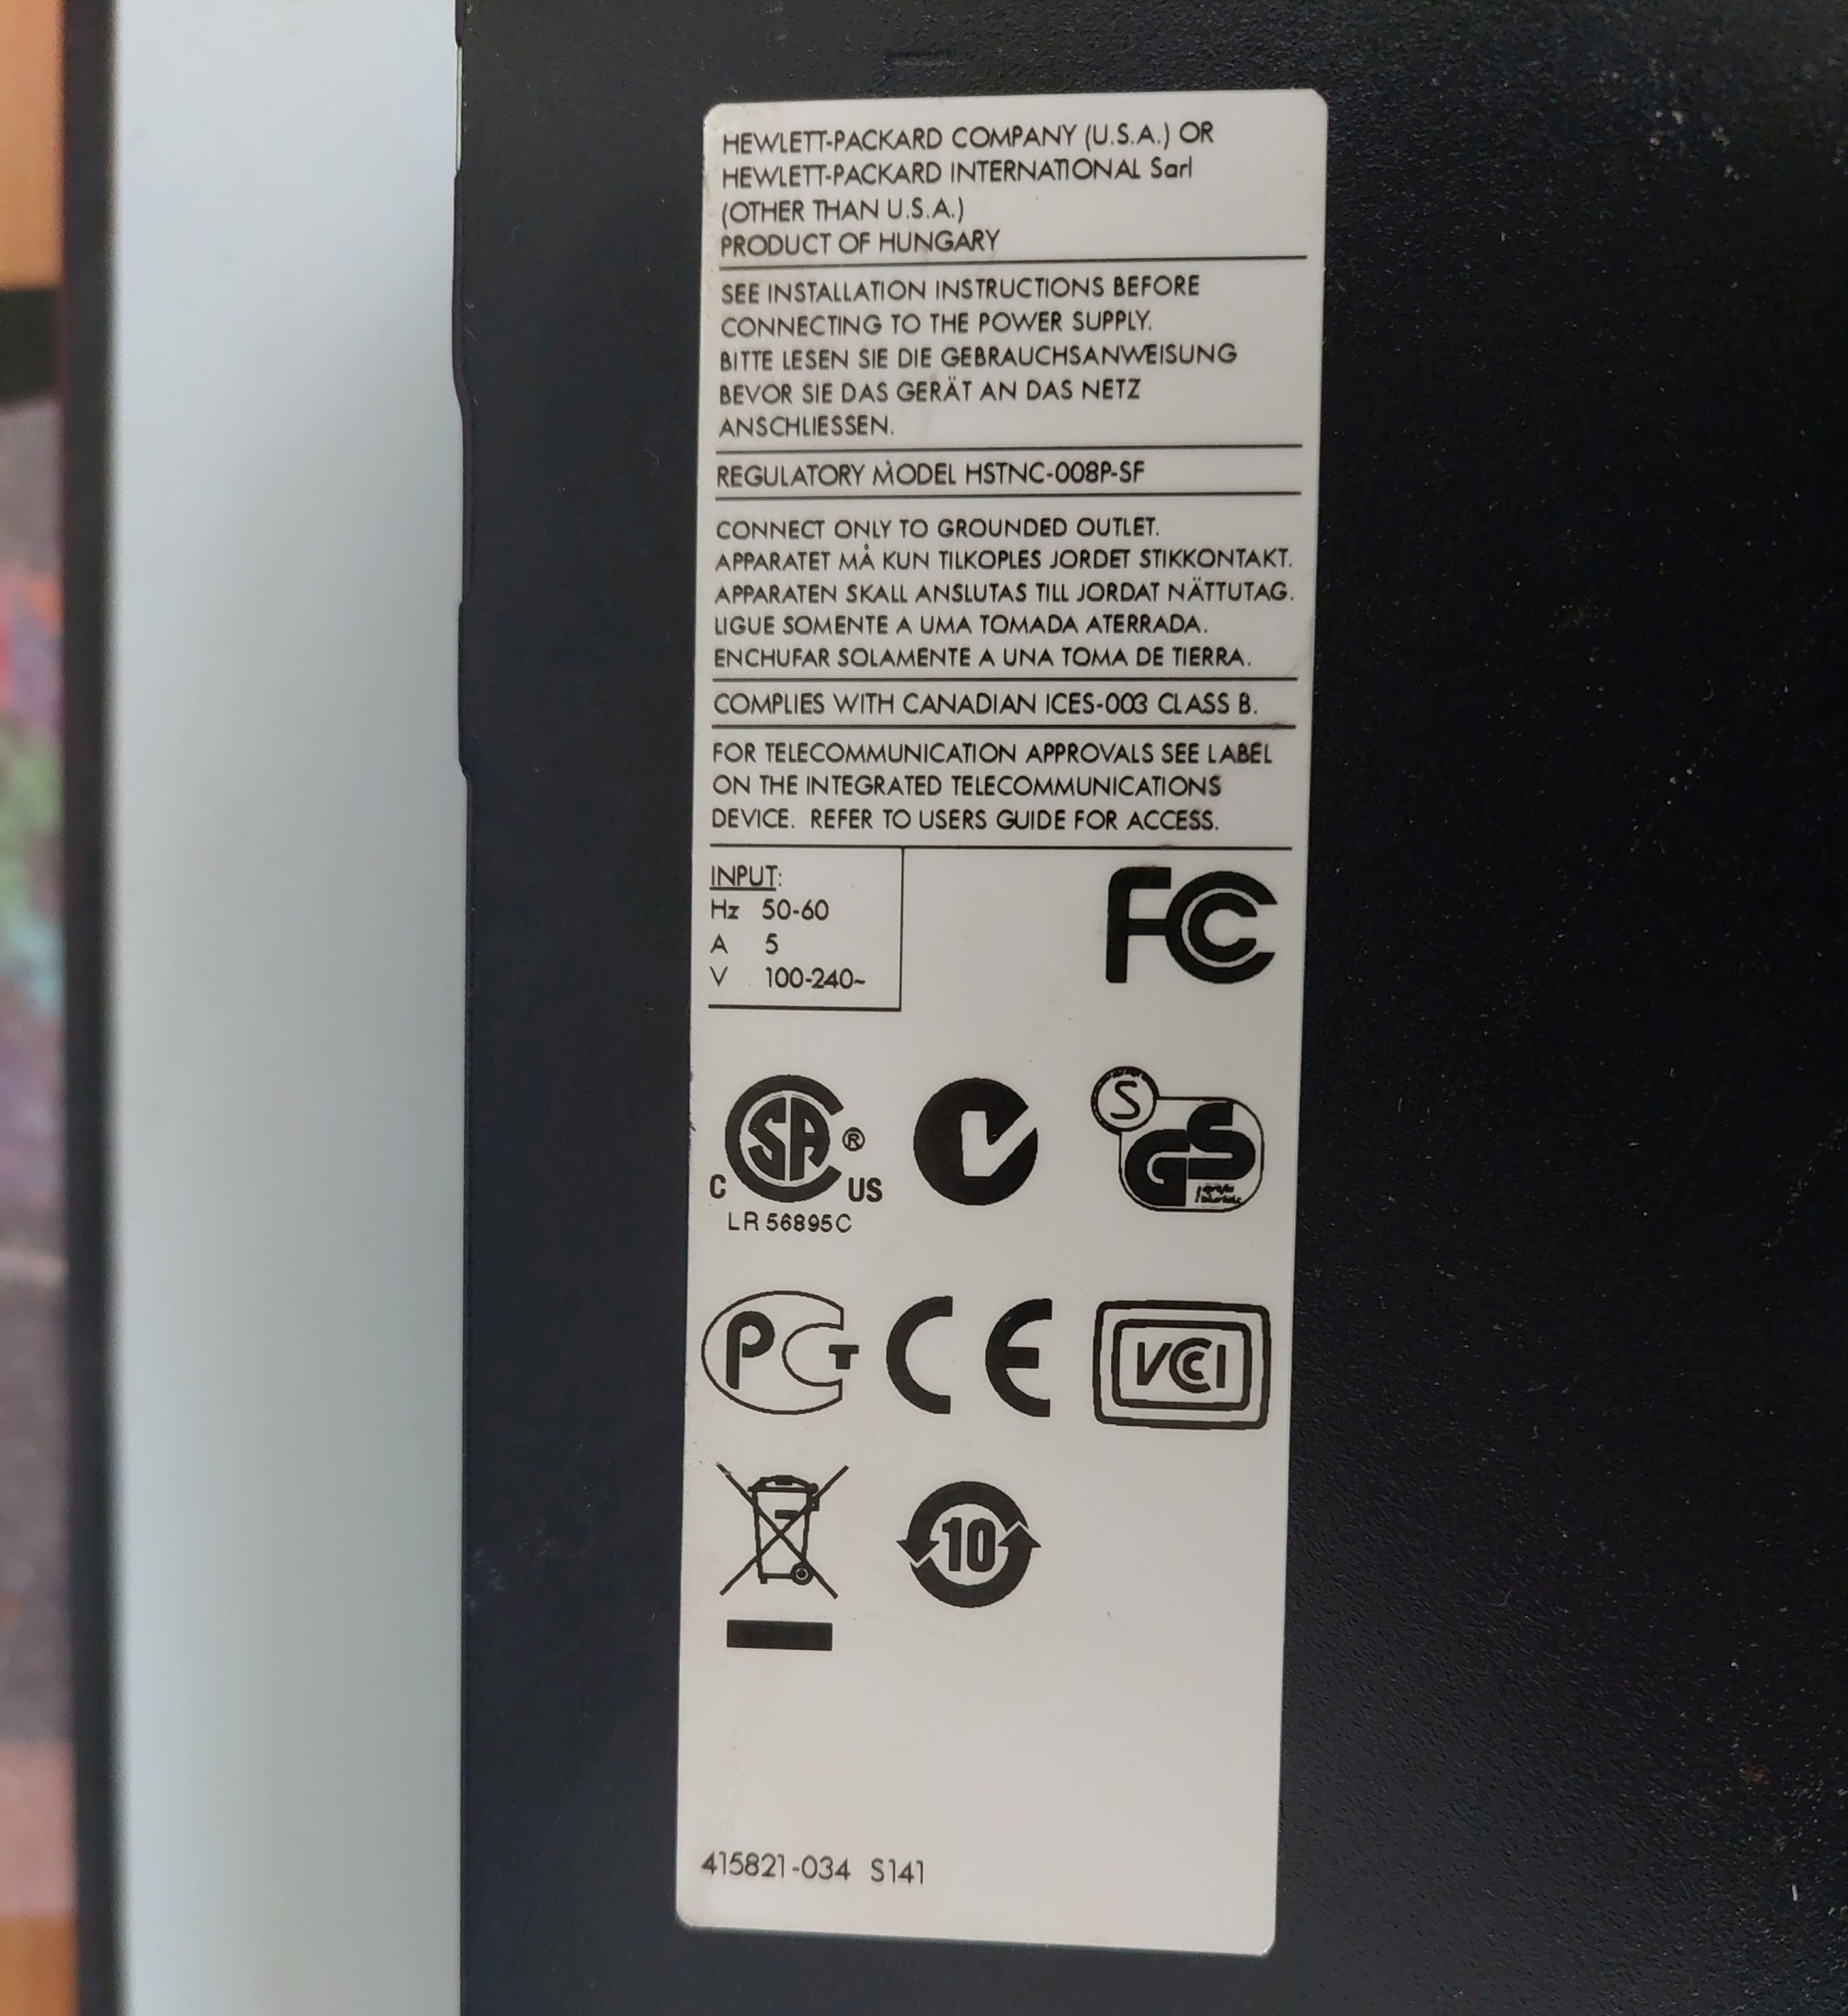 HEWLETT-PACKARD COMPANY (U.S.A.) OR
HEWLETT-PACKARD INTERNATIONAL Sarl
(OTHER THAN U.S.A.)
PRODUCT OF HUNGARY
SEE INSTALLATION INSTRUCTIONS BEFORE
CONNECTING TO THE POWER SUPPLY.
BITTE LESEN SIE DIE GEBRAUCHSANWEISUNG
BEVOR SIE DAS GERÄT AN DAS NETZ
ANSCHLIESSEN.
REGULATORY MODEL HSTNC-008P-SF
CONNECT ONLY TO GROUNDED OUTLET.
APPARATET MÅ KUN TILKOPLES JORDET STIKKONTAKT.
APPARATEN SKALL ANSLUTAS TILL JORDAT NÄTTUTAG.
LIGUE SOMENTE A UMA TOMADA ATERRADA.
ENCHUFAR SOLAMENTE A UNA TOMA DE TIERRA.
COMPLIES WITH CANADIAN ICES-003 CLASS B.
FOR TELECOMMUNICATION APPROVALS SEE LABEL
ON THE INTEGRATED TELECOMMUNICATIONS
DEVICE. REFER TO USERS GUIDE FOR ACCESS.
INPUT:
Hz 50-60
A 5
V 100-240~
FC
C SA ® US
LR 56895C
S GS
PCT CE VCCI
10
415821-034 S141